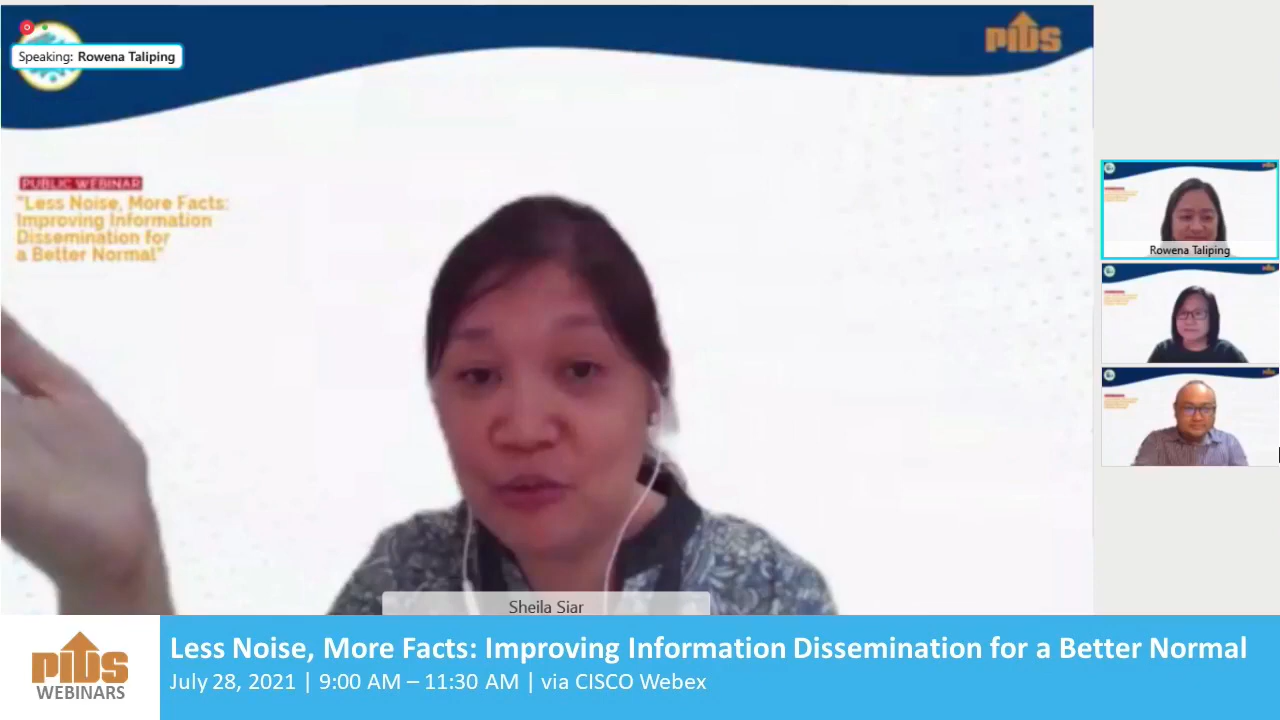 PIDS
Speaking: Rowena Taliping
PUBLIC WEBINAR
"Less Noise, More Facts:
Improving Information
Dissemination for
a Better Normal"
Rowena Taliping
Sheila Siar
PIDS
WEBINARS
Less Noise, More Facts: Improving Information Dissemination for a Better Normal
July 28, 2021 | 9:00 AM – 11:30 AM | via CISCO Webex